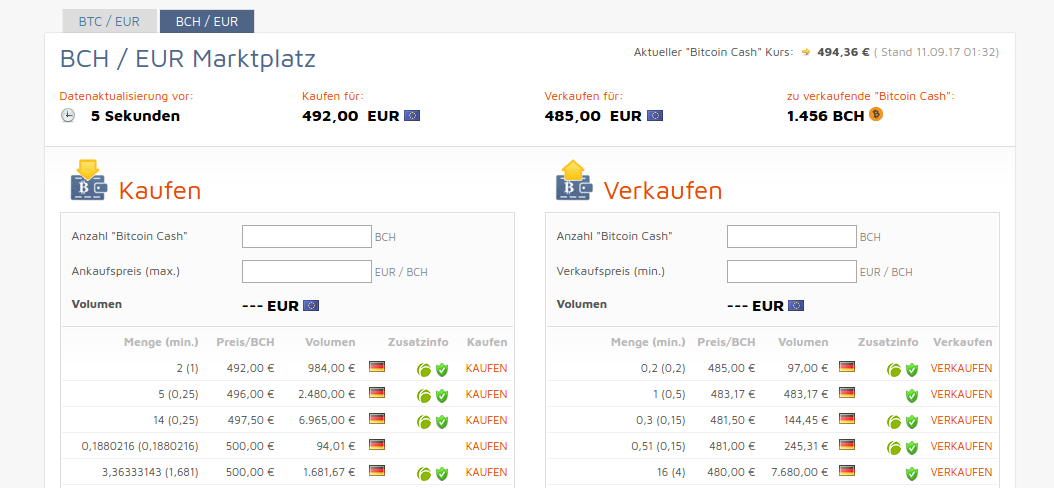 BTC / EUR BCH / EUR
BCH / EUR Marktplatz
Aktueller "Bitcoin Cash" Kurs: 494,36 € ( Stand 11.09.17 01:32)
Datenaktualisierung vor: Kaufen für: Verkaufen für: zu verkaufende "Bitcoin Cash":
5 Sekunden 492,00 EUR 485,00 EUR 1.456 BCH
Kaufen
Anzahl "Bitcoin Cash" BCH
Ankaufspreis (max.) EUR / BCH
Volumen --- EUR
Menge (min.) Preis/BCH Volumen Zusatzinfo Kaufen
2 (1) 492,00 € 984,00 € KAUFEN
5 (0,25) 496,00 € 2.480,00 € KAUFEN
14 (0,25) 497,50 € 6.965,00 € KAUFEN
0,1880216 (0,1880216) 500,00 € 94,01 € KAUFEN
3,36333143 (1,681) 500,00 € 1.681,67 € KAUFEN
Verkaufen
Anzahl "Bitcoin Cash" BCH
Verkaufspreis (min.) EUR / BCH
Volumen --- EUR
Menge (min.) Preis/BCH Volumen Zusatzinfo Verkaufen
0,2 (0,2) 485,00 € 97,00 € VERKAUFEN
1 (0,5) 483,17 € 483,17 € VERKAUFEN
0,3 (0,15) 481,50 € 144,45 € VERKAUFEN
0,51 (0,15) 481,00 € 245,31 € VERKAUFEN
16 (4) 480,00 € 7.680,00 € VERKAUFEN